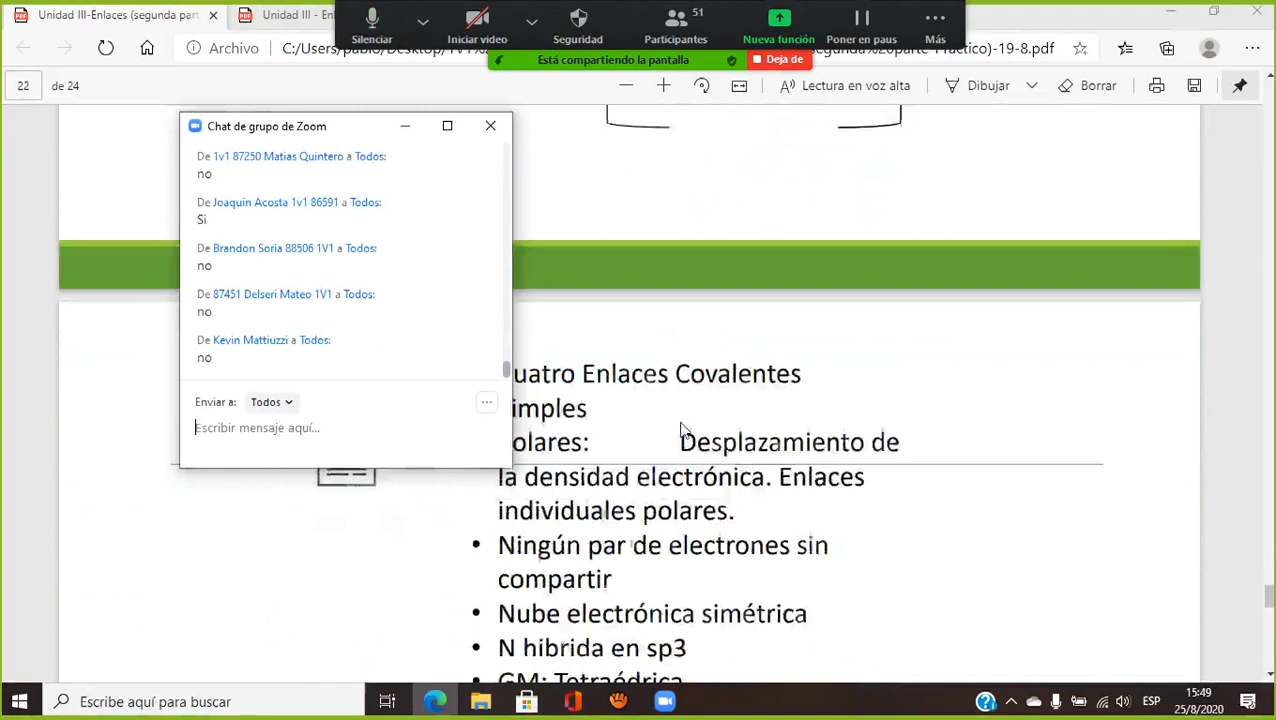 Unidad III-Enlaces (segunda part
Unidad III - En
Silenciar
Iniciar video
Seguridad
51
Participantes
Nueva función
Poner en paus
Más
Está compartiendo la pantalla
Deja de
Archivo
C:/Users/pablo/Desktop/1V1
)-19-8.pdf
22
de 24
Lectura en voz alta
Dibujar
Borrar
Chat de grupo de Zoom
De 1v1 87250 Matias Quintero a Todos:
no
De Joaquin Acosta 1v1 86591 a Todos:
Si
De Brandon Soria 88506 1V1 a Todos:
no
De 87451 Delseri Mateo 1V1 a Todos:
no
De Kevin Mattiuzzi a Todos:
no
Enviar a:
Todos
Escribir mensaje aquí...
uatro Enlaces Covalentes
imples
olares: Desplazamiento de
la densidad electrónica. Enlaces
individuales polares.
• Ningún par de electrones sin
compartir
• Nube electrónica simétrica
• N hibrida en sp3
GM: Tetraédrica
Escribe aquí para buscar
ESP
15:49
25/8/2020